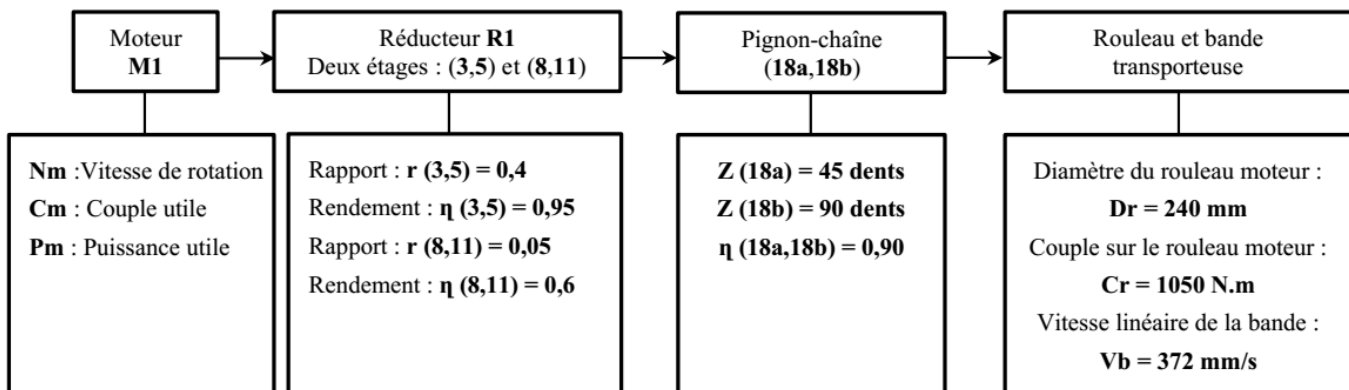 Moteur
M1
Réducteur R1
Deux étages : (3,5) et (8,11)
Pignon-chaîne
(18a,18b)
Rouleau et bande
transporteuse
Nm :Vitesse de rotation
Cm : Couple utile
Pm : Puissance utile
Rapport : r (3,5) = 0,4
Rendement : η (3,5) = 0,95
Rapport : r (8,11) = 0,05
Rendement : η (8,11) = 0,6
Z (18a) = 45 dents
Z (18b) = 90 dents
η (18a,18b) = 0,90
Diamètre du rouleau moteur :
Dr = 240 mm
Couple sur le rouleau moteur :
Cr = 1050 N.m
Vitesse linéaire de la bande :
Vb = 372 mm/s